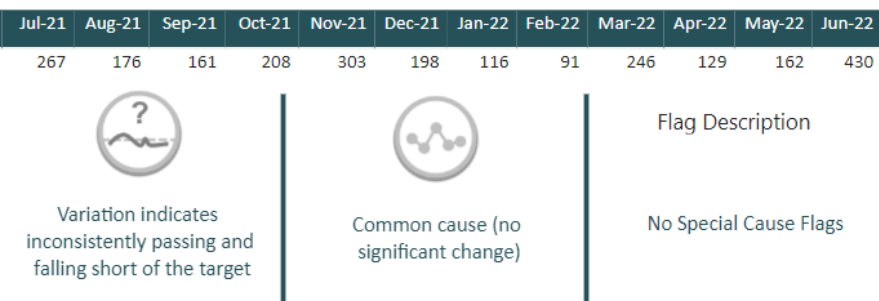 Jul-21 Aug-21 Sep-21 Oct-21 Nov-21 Dec-21 Jan-22 Feb-22 Mar-22 Apr-22 May-22 Jun-22
267 176 161 208 303 198 116 91 246 129 162 430
?
Variation indicates
inconsistently passing and
falling short of the target
Common cause (no
significant change)
Flag Description
No Special Cause Flags